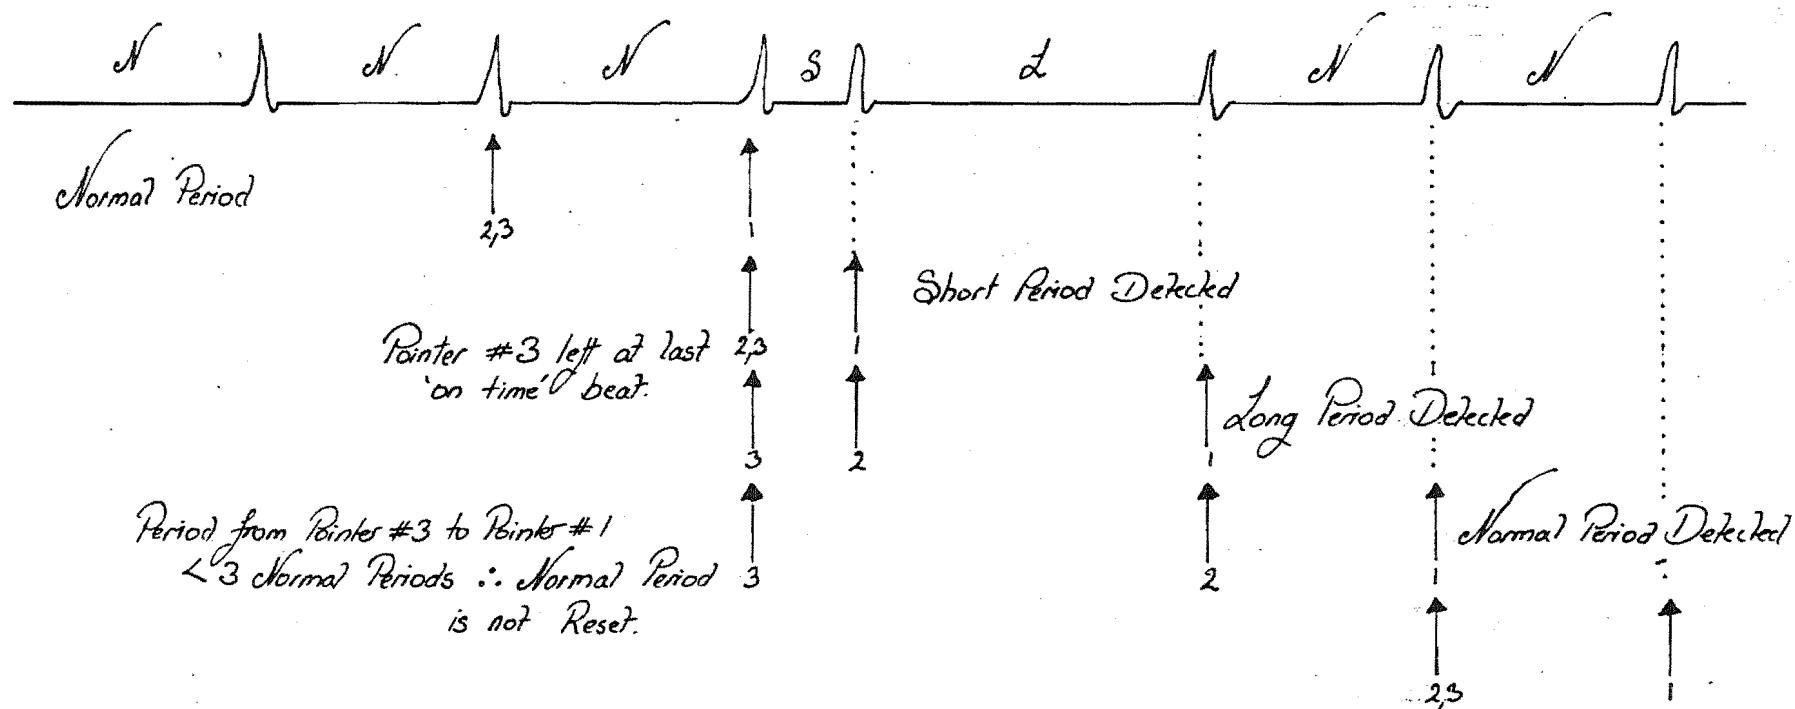 N N N S L N N
Normal Period
2,3 1
Short Period Detected
Pointer #3 left at last 2,3 1
'on time' beat.
Long Period Detected
3 2 1
Period from Pointer #3 to Pointer #1
Normal Period Detected
< 3 Normal Periods ∴ Normal Period 3 2 1
is not Reset.
2,3 1